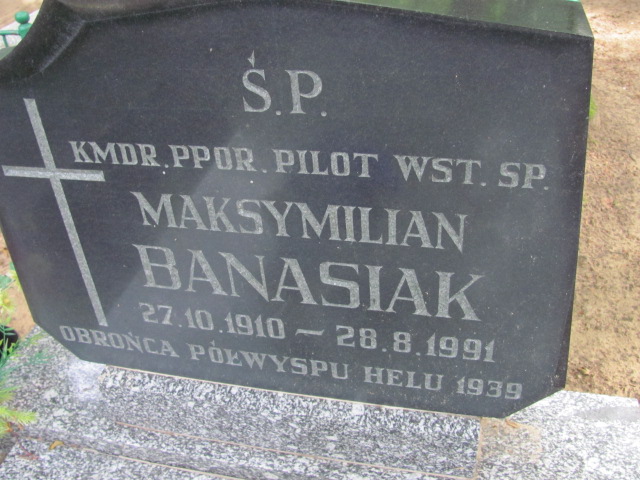 Ś.P.
KMDR. PPOR. PILOT WST. SP.
MAKSYMILIAN
BANASIAK
27.10.1910 — 28.8.1991
OBROŃCA PÓŁWYSPU HELU 1939